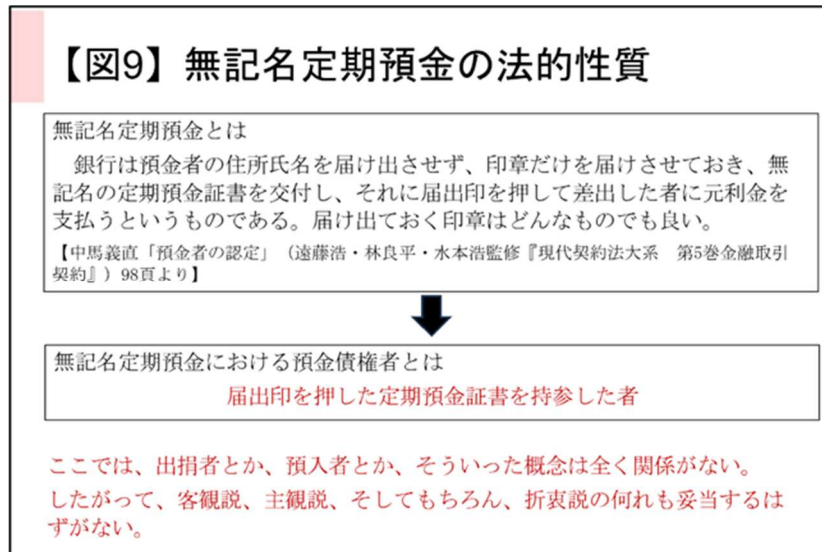 【図9】無記名定期預金の法的性質
無記名定期預金とは
　銀行は預金者の住所氏名を届け出させず、印章だけを届けさせておき、無
記名の定期預金証書を交付し、それに届出印を押して差出した者に元利金を
支払うというものである。届け出ておく印章はどんなものでも良い。
【中馬義直「預金者の認定」（遠藤浩・林良平・水本浩監修『現代契約法大系　第5巻金融取引
契約』）98頁より】
無記名定期預金における預金債権者とは
届出印を押した定期預金証書を持参した者
ここでは、出捐者とか、預入者とか、そういった概念は全く関係がない。
したがって、客観説、主観説、そしてもちろん、折衷説の何れも妥当するは
ずがない。